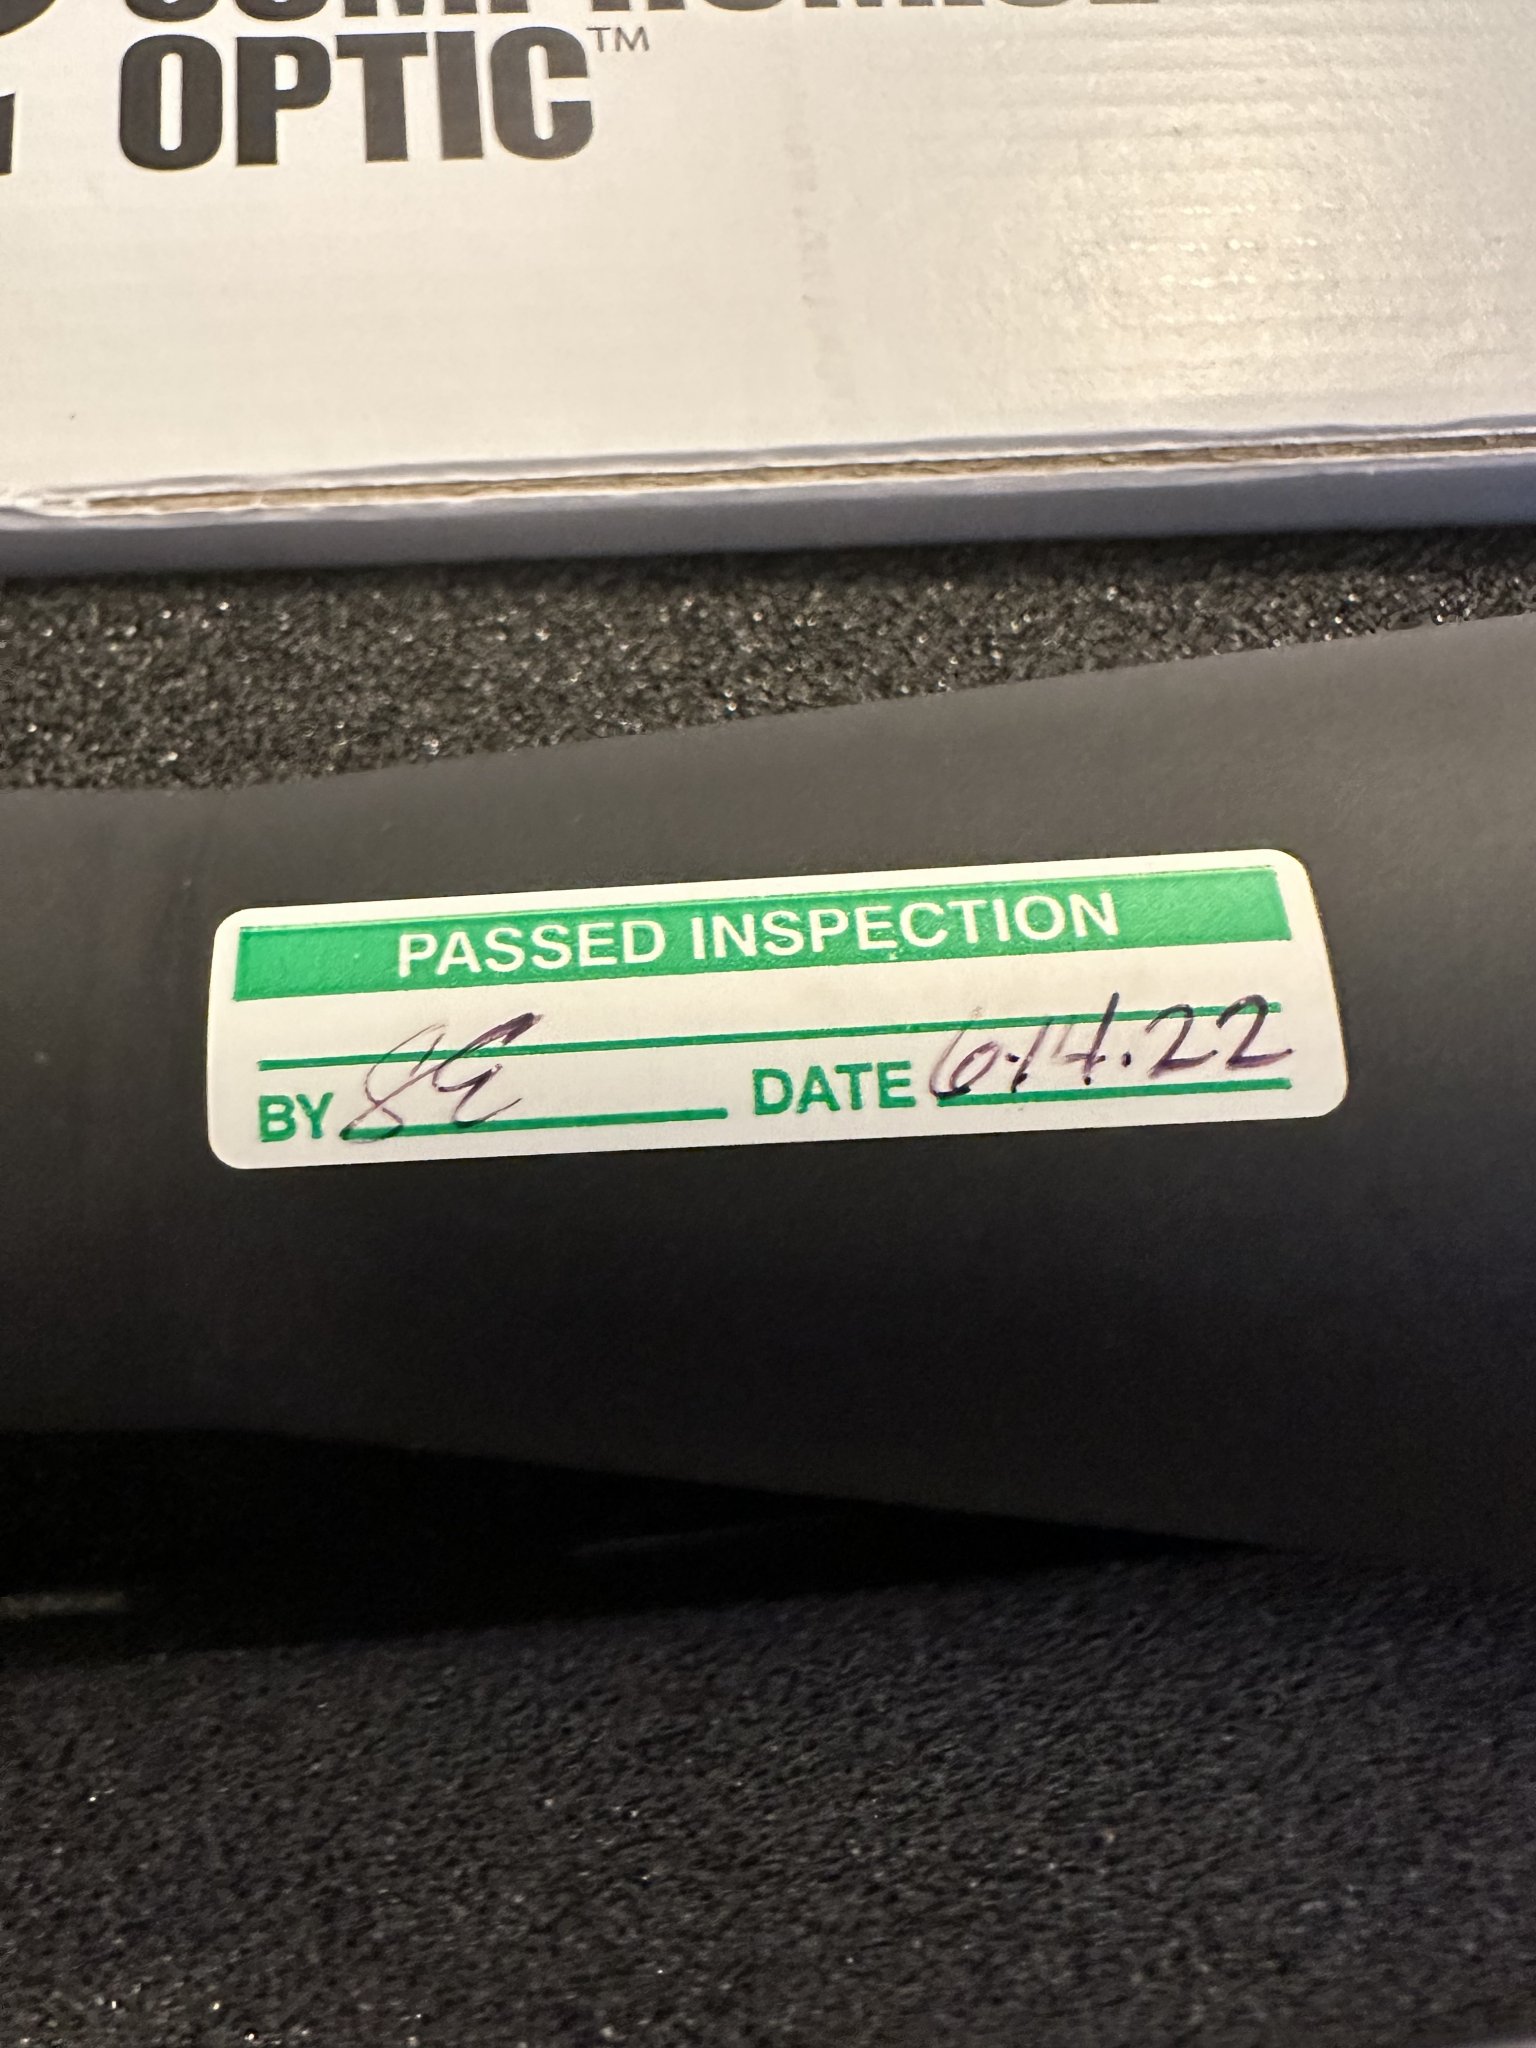 OPTIC™
PASSED INSPECTION
BY DATE 6.14.22